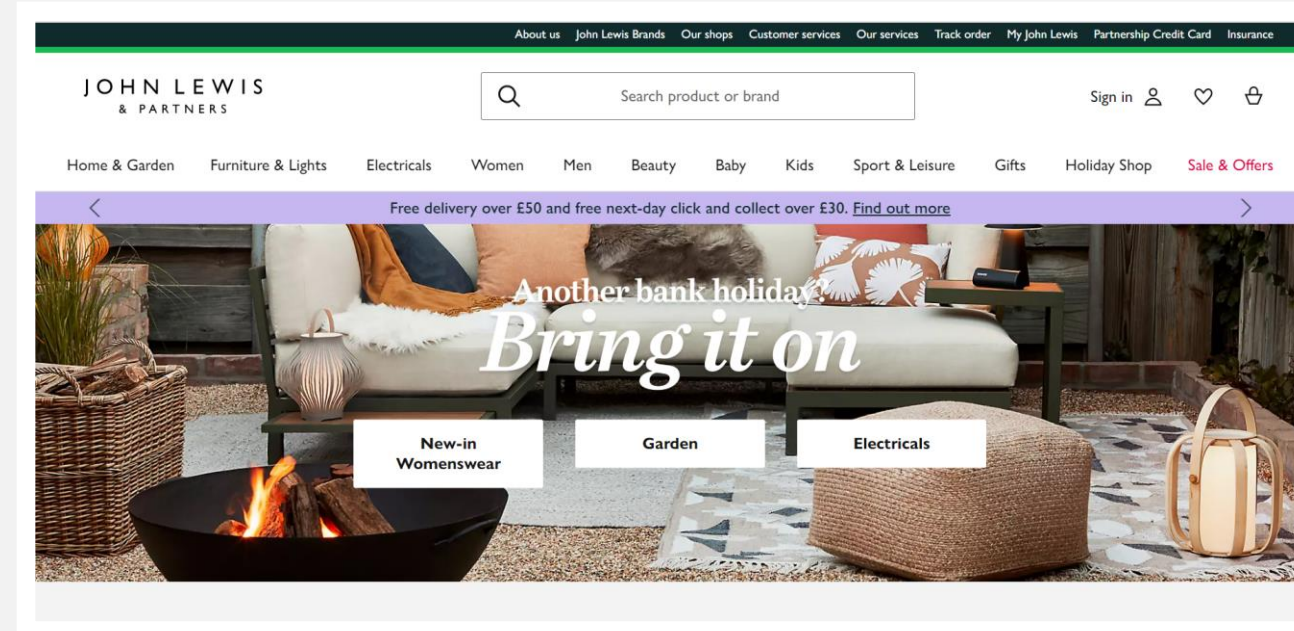 About us John Lewis Brands Our shops Customer services Our services Track order My John Lewis Partnership Credit Card Insurance
JOHN LEWIS
& PARTNERS
Search product or brand
Sign in
Home & Garden Furniture & Lights Electricals Women Men Beauty Baby Kids Sport & Leisure Gifts Holiday Shop Sale & Offers
Free delivery over £50 and free next-day click and collect over £30. Find out more
Another bank holiday?
Bring it on
New-in
Womenswear
Garden
Electricals